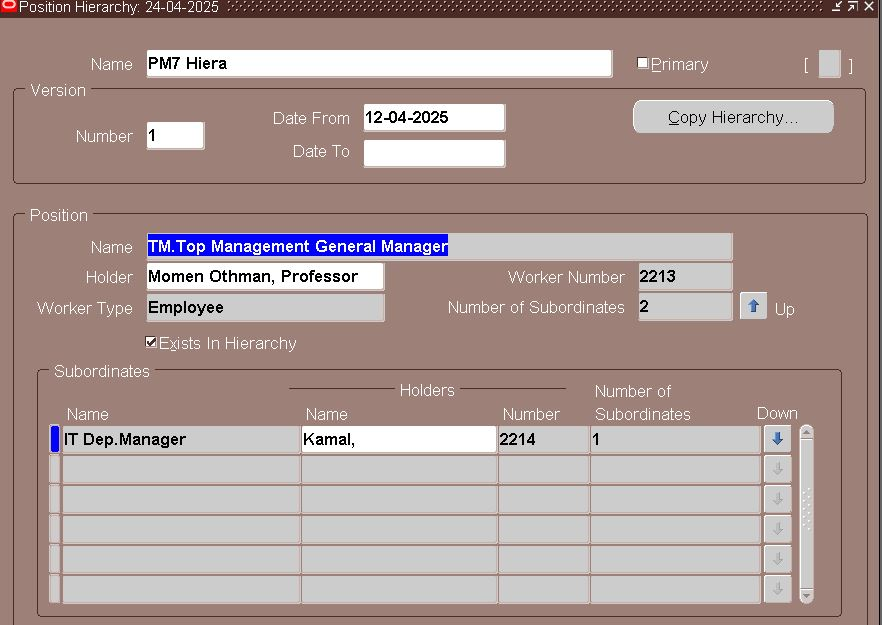 Position Hierarchy: 24-04-2025
Name PM7 Hiera Primary [ ]
Version
Number 1 Date From 12-04-2025 Copy Hierarchy...
Date To
Position
Name TM.Top Management General Manager
Holder Momen Othman, Professor Worker Number 2213
Worker Type Employee Number of Subordinates 2 Up
Exists In Hierarchy
Subordinates
Holders Number of
Name Name Number Subordinates Down
IT Dep.Manager Kamal, 2214 1